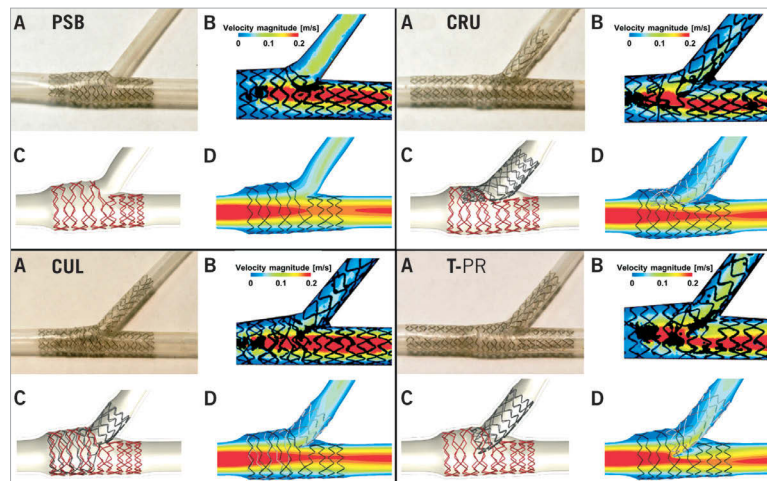 A PSB B Velocity magnitude [m/s]
0 0.1 0.2
C D
A CRU B Velocity magnitude [m/s]
0 0.1 0.2
C D
A CUL B Velocity magnitude [m/s]
0 0.1 0.2
C D
A T-PR B Velocity magnitude [m/s]
0 0.1 0.2
C D